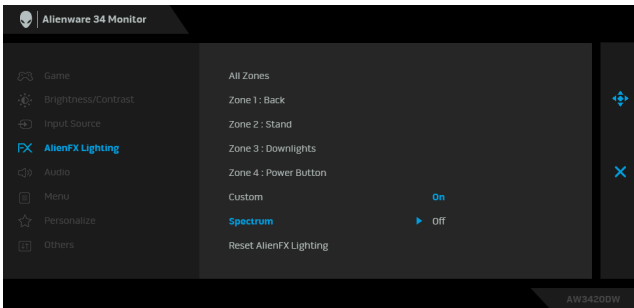 Alienware 34 Monitor
Game
Brightness/Contrast
Input Source
FX AlienFX Lighting
Audio
Menu
Personalize
Others
All Zones
Zone 1 : Back
Zone 2 : Stand
Zone 3 : Downlights
Zone 4 : Power Button
Custom On
Spectrum Off
Reset AlienFX Lighting
AW3420DW